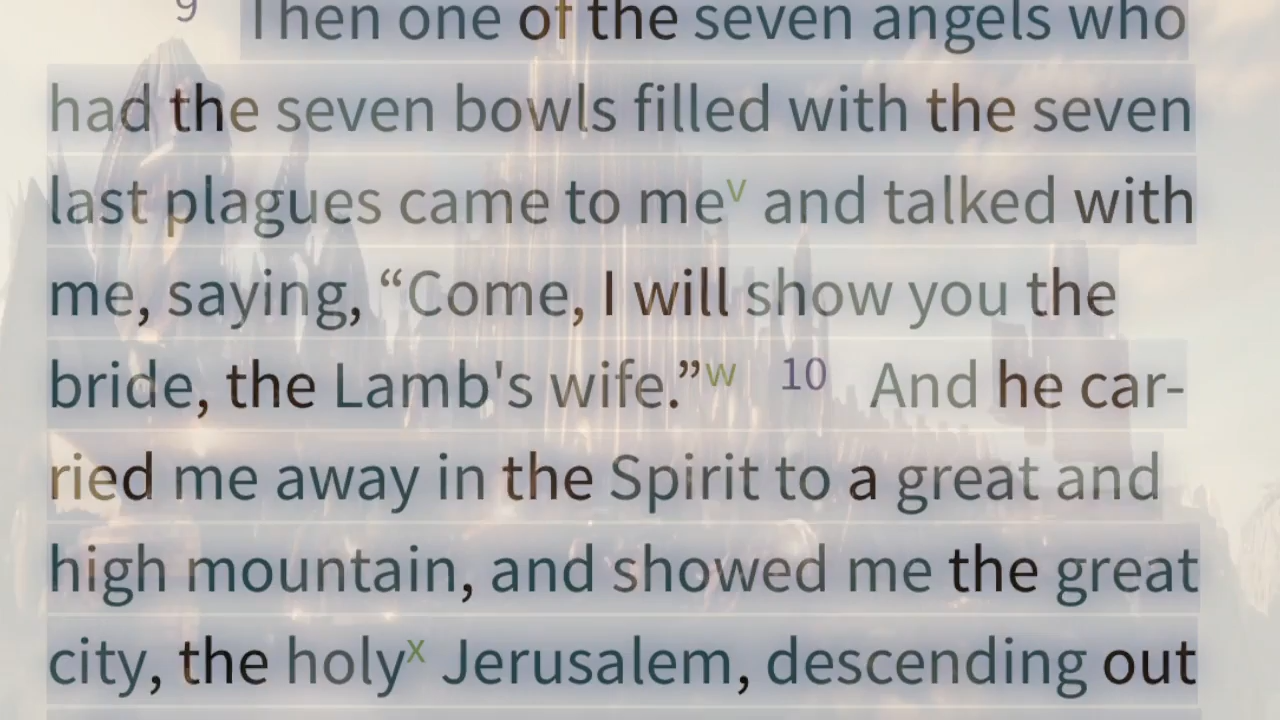 9 Then one of the seven angels who
had the seven bowls filled with the seven
last plagues came to meᵛ and talked with
me, saying, “Come, I will show you the
bride, the Lamb's wife.”ʷ 10 And he car-
ried me away in the Spirit to a great and
high mountain, and showed me the great
city, the holyˣ Jerusalem, descending out